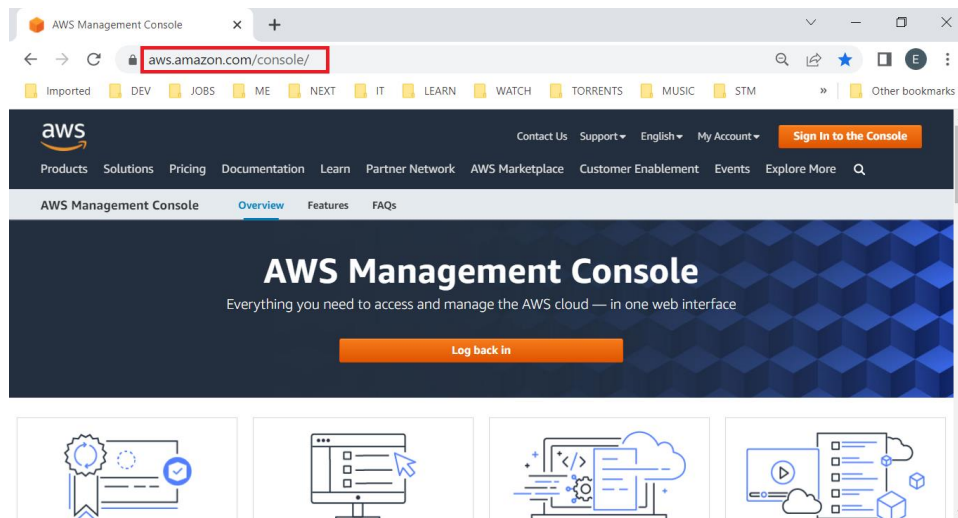 AWS Management Console
aws.amazon.com/console/
E
Imported DEV JOBS ME NEXT IT LEARN WATCH TORRENTS MUSIC STM » Other bookmarks
aws
Contact Us Support English My Account Sign In to the Console
Products Solutions Pricing Documentation Learn Partner Network AWS Marketplace Customer Enablement Events Explore More
AWS Management Console Overview Features FAQs
AWS Management Console
Everything you need to access and manage the AWS cloud — in one web interface
Log back in